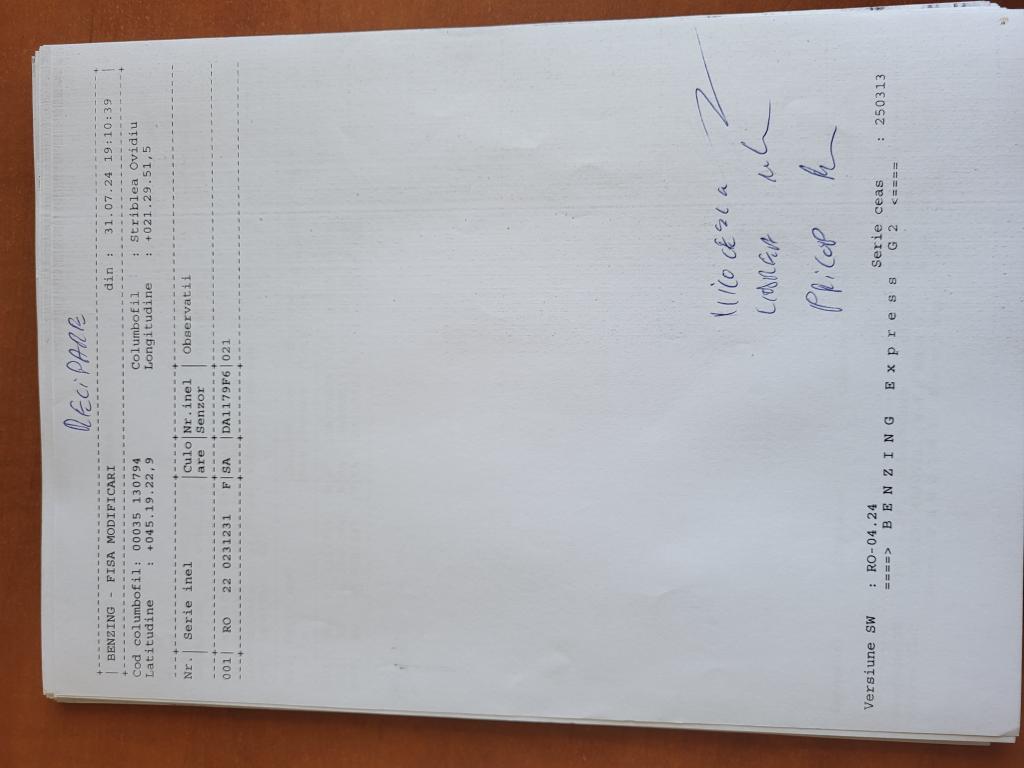 RECIPARE
+-----------------------------------------------------------------------------+
| BENZING - FISA MODIFICARI din : 31.07.24 19:10:39 |
+-----------------------------------------------------------------------------+
Cod columbofil: 00035 130794 Columbofil : Striblea Ovidiu
Latitudine : +045.19.22,9 Longitudine : +021.29.51,5
Nr.| Serie inel |Culo|Nr.inel | Observatii
|are |Senzor |
001| RO 22 0231231 F|SA |DA1179F6|021
PRICOP
Versiune SW : RO-04.24 Serie ceas : 250313
====> B E N Z I N G E x p r e s s G 2 <====